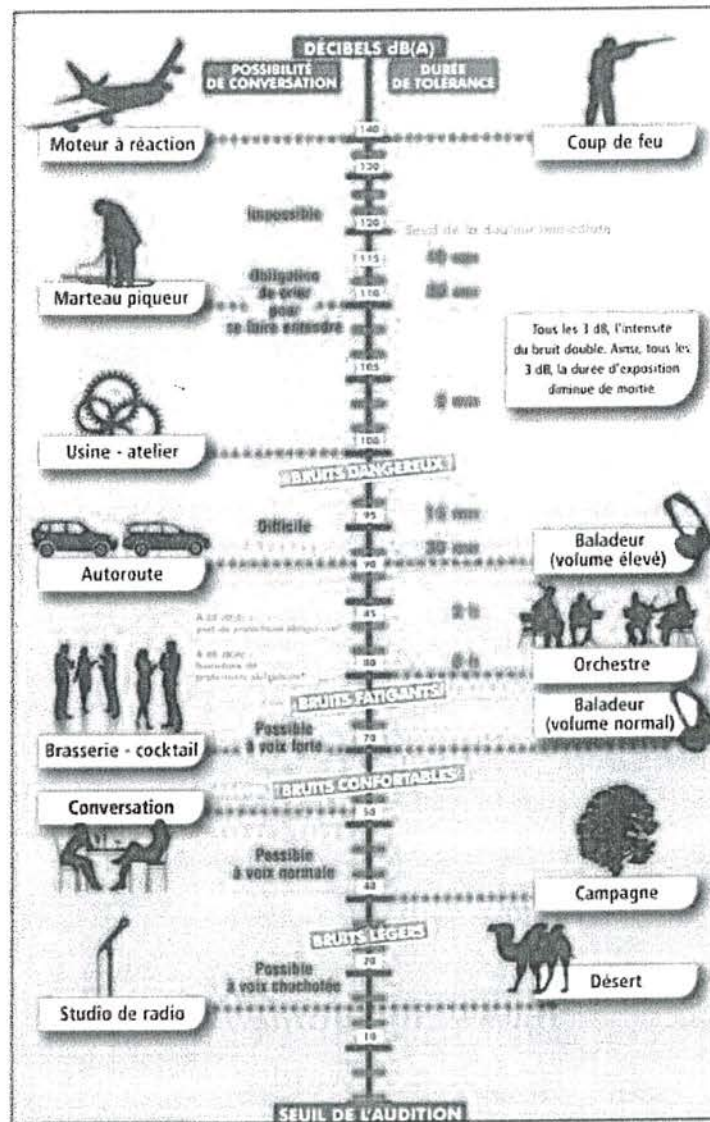 DÉCIBELS dB(A)
POSSIBILITÉ
DE CONVERSATION
DURÉE
DE TOLÉRANCE
140
Moteur à réaction
Coup de feu
130
Impossible
120
Seuil de la douleur
115
Obligation
de crier
pour
se faire entendre
110
Marteau piqueur
Tous les 3 dB, l'intensité
du bruit double. Ainsi, tous les
3 dB, la durée d'exposition
diminue de moitié
105
100
Usine - atelier
BRUITS DANGEREUX
95
Difficile
15 mn
30 mn
Baladeur
(volume élevé)
90
Autoroute
85
2 h
80
8 h
Orchestre
BRUITS FATIGANTS
Baladeur
(volume normal)
70
Possible
à voix forte
Brasserie - cocktail
BRUITS CONFORTABLES
Conversation
50
Possible
à voix normale
40
Campagne
BRUITS LÉGERS
20
Possible
à voix chuchotée
Désert
Studio de radio
10
SEUIL DE L'AUDITION